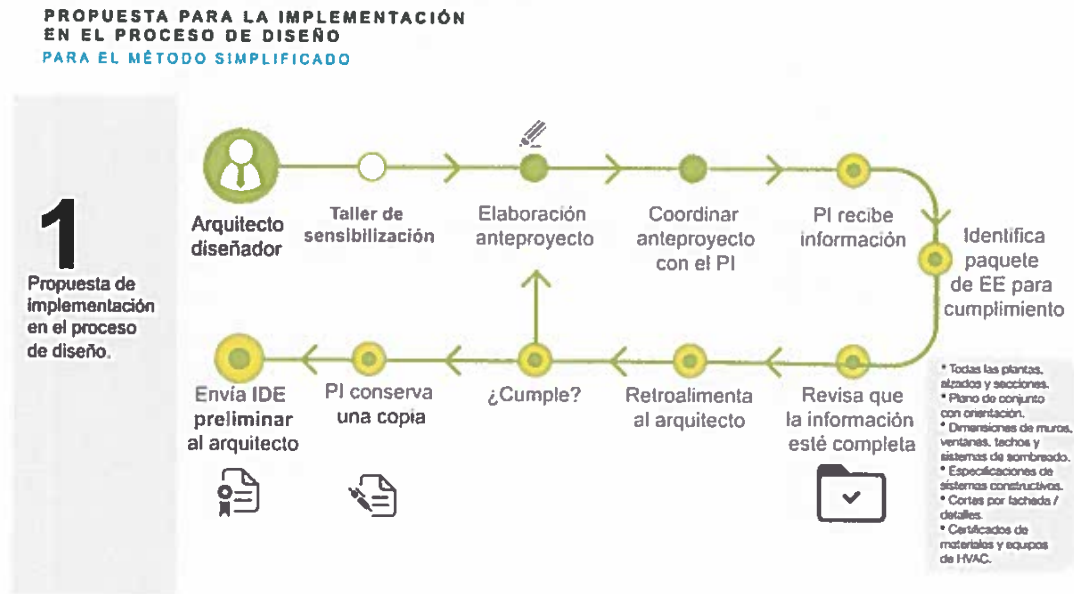 PROPUESTA PARA LA IMPLEMENTACIÓN
EN EL PROCESO DE DISEÑO
PARA EL MÉTODO SIMPLIFICADO
1
Propuesta de
implementación
en el proceso
de diseño.
Arquitecto
diseñador
Taller de
sensibilización
Elaboración
anteproyecto
Coordinar
anteproyecto
con el PI
PI recibe
información
Identifica
paquete
de EE para
cumplimiento
Envía IDE
preliminar
al arquitecto
PI conserva
una copia
¿Cumple?
Retroalimenta
al arquitecto
Revisa que
la información
esté completa
* Todas las plantas,
alzados y secciones.
* Plano de conjunto
con orientación.
* Dimensiones de muros,
ventanas, techos y
sistemas de sombreado.
* Especificaciones de
sistemas constructivos.
* Cortes por fachada /
detalles.
* Certificados de
materiales y equipos
de HVAC.